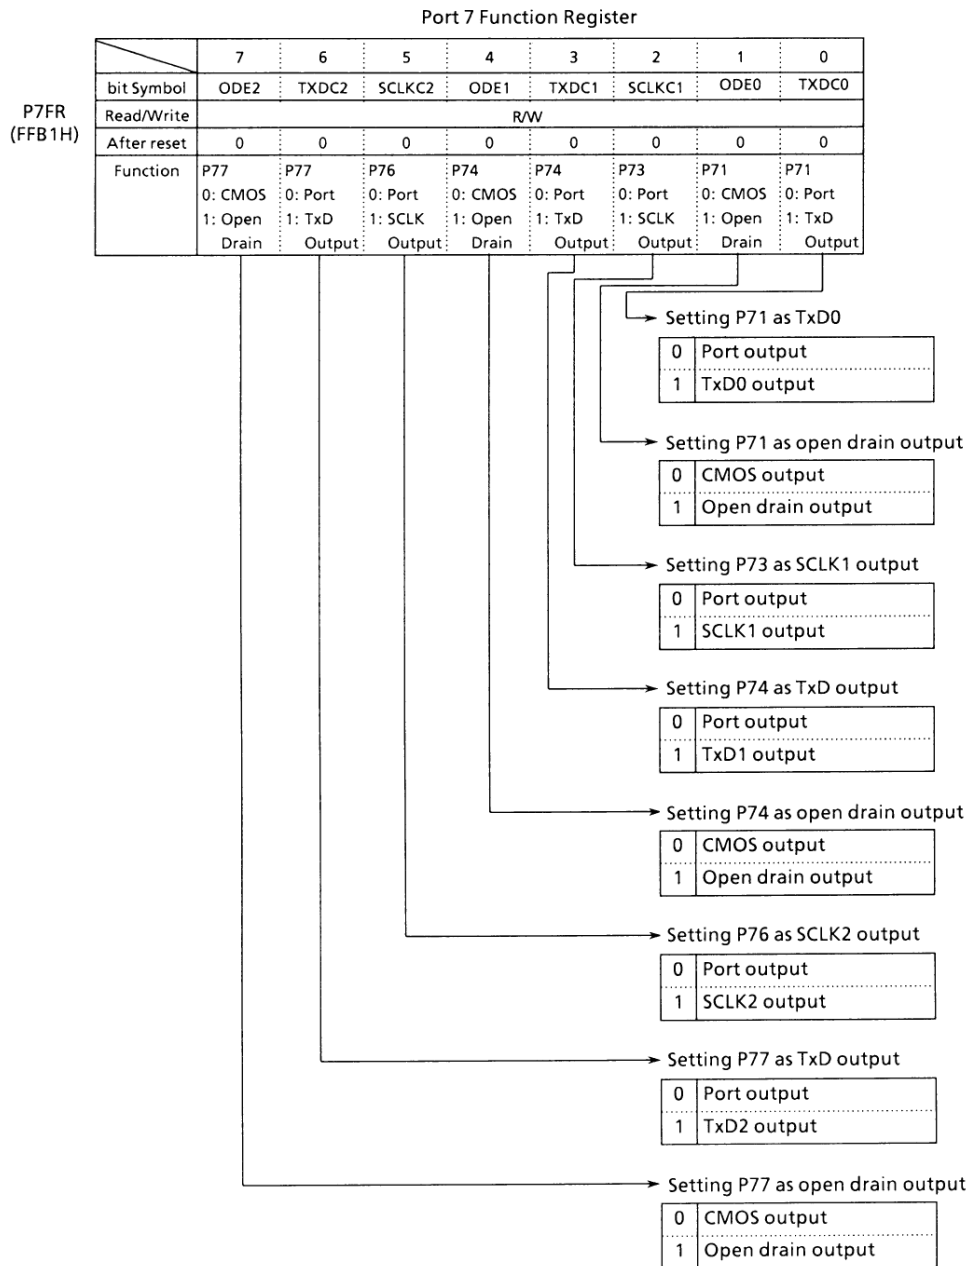 Port 7 Function Register
7 6 5 4 3 2 1 0
bit Symbol ODE2 TXDC2 SCLKC2 ODE1 TXDC1 SCLKC1 ODE0 TXDC0
P7FR
(FFB1H)
Read/Write R/W
After reset 0 0 0 0 0 0 0 0
Function P77 P77 P76 P74 P74 P73 P71 P71
0: CMOS 0: Port 0: Port 0: CMOS 0: Port 0: Port 0: CMOS 0: Port
1: Open 1: TxD 1: SCLK 1: Open 1: TxD 1: SCLK 1: Open 1: TxD
Drain Output Output Drain Output Output Drain Output
Setting P71 as TxD0
0 Port output
1 TxD0 output
Setting P71 as open drain output
0 CMOS output
1 Open drain output
Setting P73 as SCLK1 output
0 Port output
1 SCLK1 output
Setting P74 as TxD output
0 Port output
1 TxD1 output
Setting P74 as open drain output
0 CMOS output
1 Open drain output
Setting P76 as SCLK2 output
0 Port output
1 SCLK2 output
Setting P77 as TxD output
0 Port output
1 TxD2 output
Setting P77 as open drain output
0 CMOS output
1 Open drain output